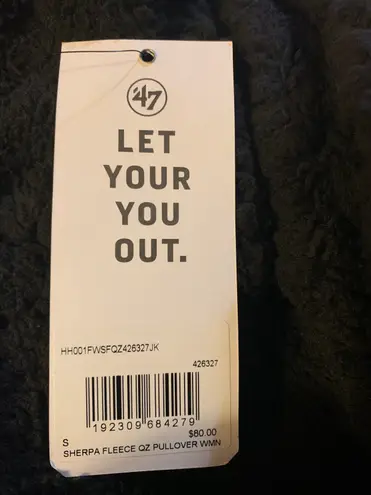 '47
LET
YOUR
YOU
OUT.
HH001FWSFQZ426327JK
426327
192309684279
S $80.00
SHERPA FLEECE QZ PULLOVER WMN